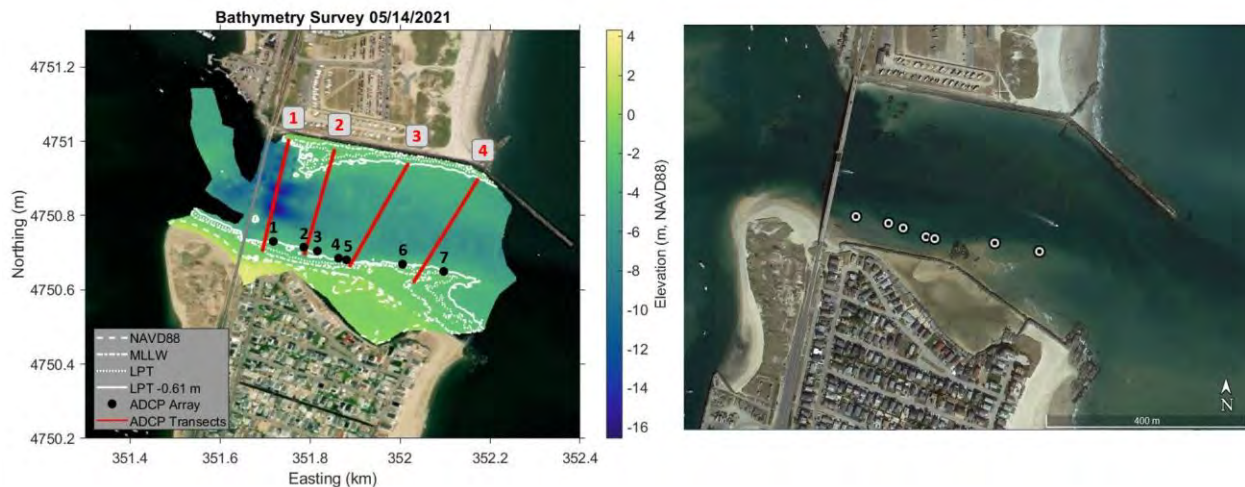 Bathymetry Survey 05/14/2021
4751.2
4751
4750.8
4750.6
4750.4
4750.2
Northing (m)
1
2
3
4
1
2
3
4
5
6
7
NAVD88
MLLW
LPT
LPT -0.61 m
ADCP Array
ADCP Transects
351.4
351.6
351.8
352
352.2
352.4
Easting (km)
4
2
0
-2
-4
-6
-8
-10
-12
-14
-16
Elevation (m, NAVD88)
N
400 m